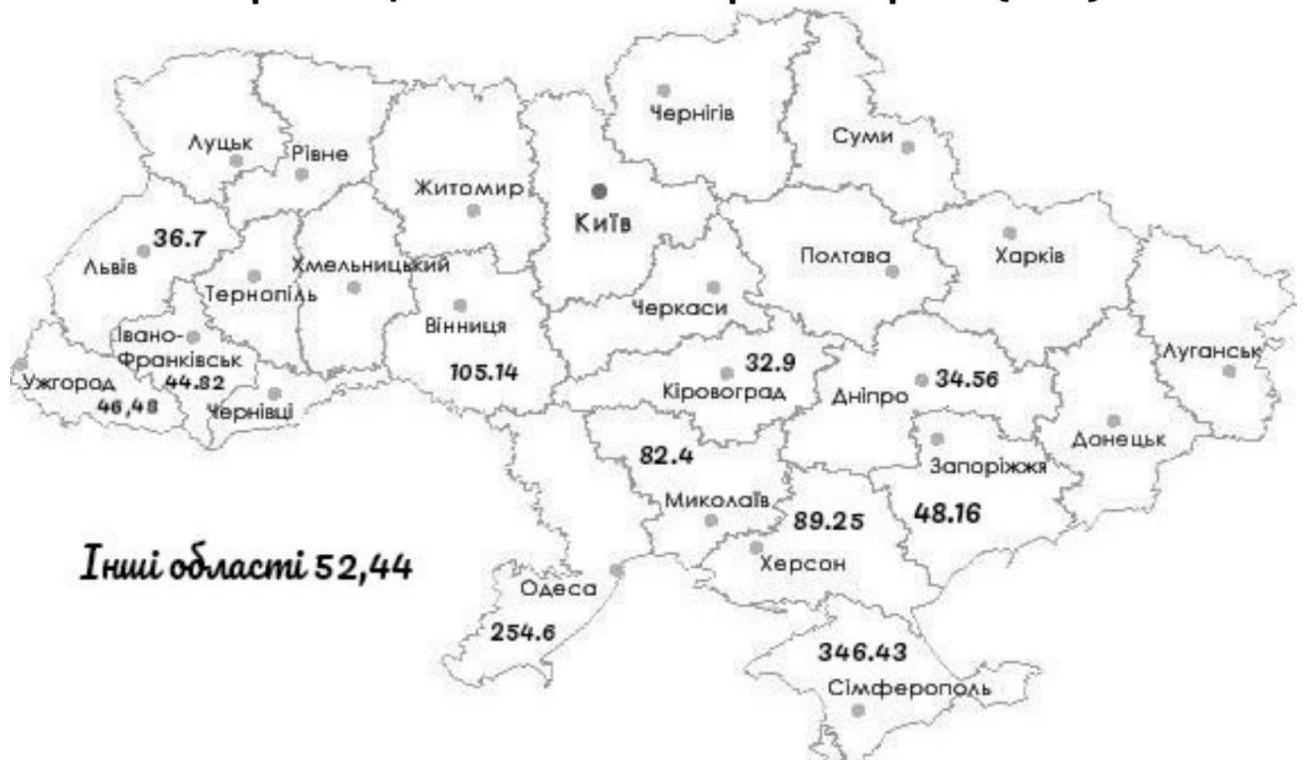 Чернігів
Суми
Луцьк
Рівне
Житомир
Київ
36.7
Львів
Тернопіль
Хмельницький
Полтава
Харків
Черкаси
Вінниця
105.14
Івано-
Франківськ
44.82
Ужгород
46,48
Чернівці
32.9
Кіровоград
Дніпро
34.56
Луганськ
Донецьк
Запоріжжя
48.16
82.4
Миколаїв
89.25
Херсон
Інші області 52,44
Одеса
254.6
346.43
Сімферополь